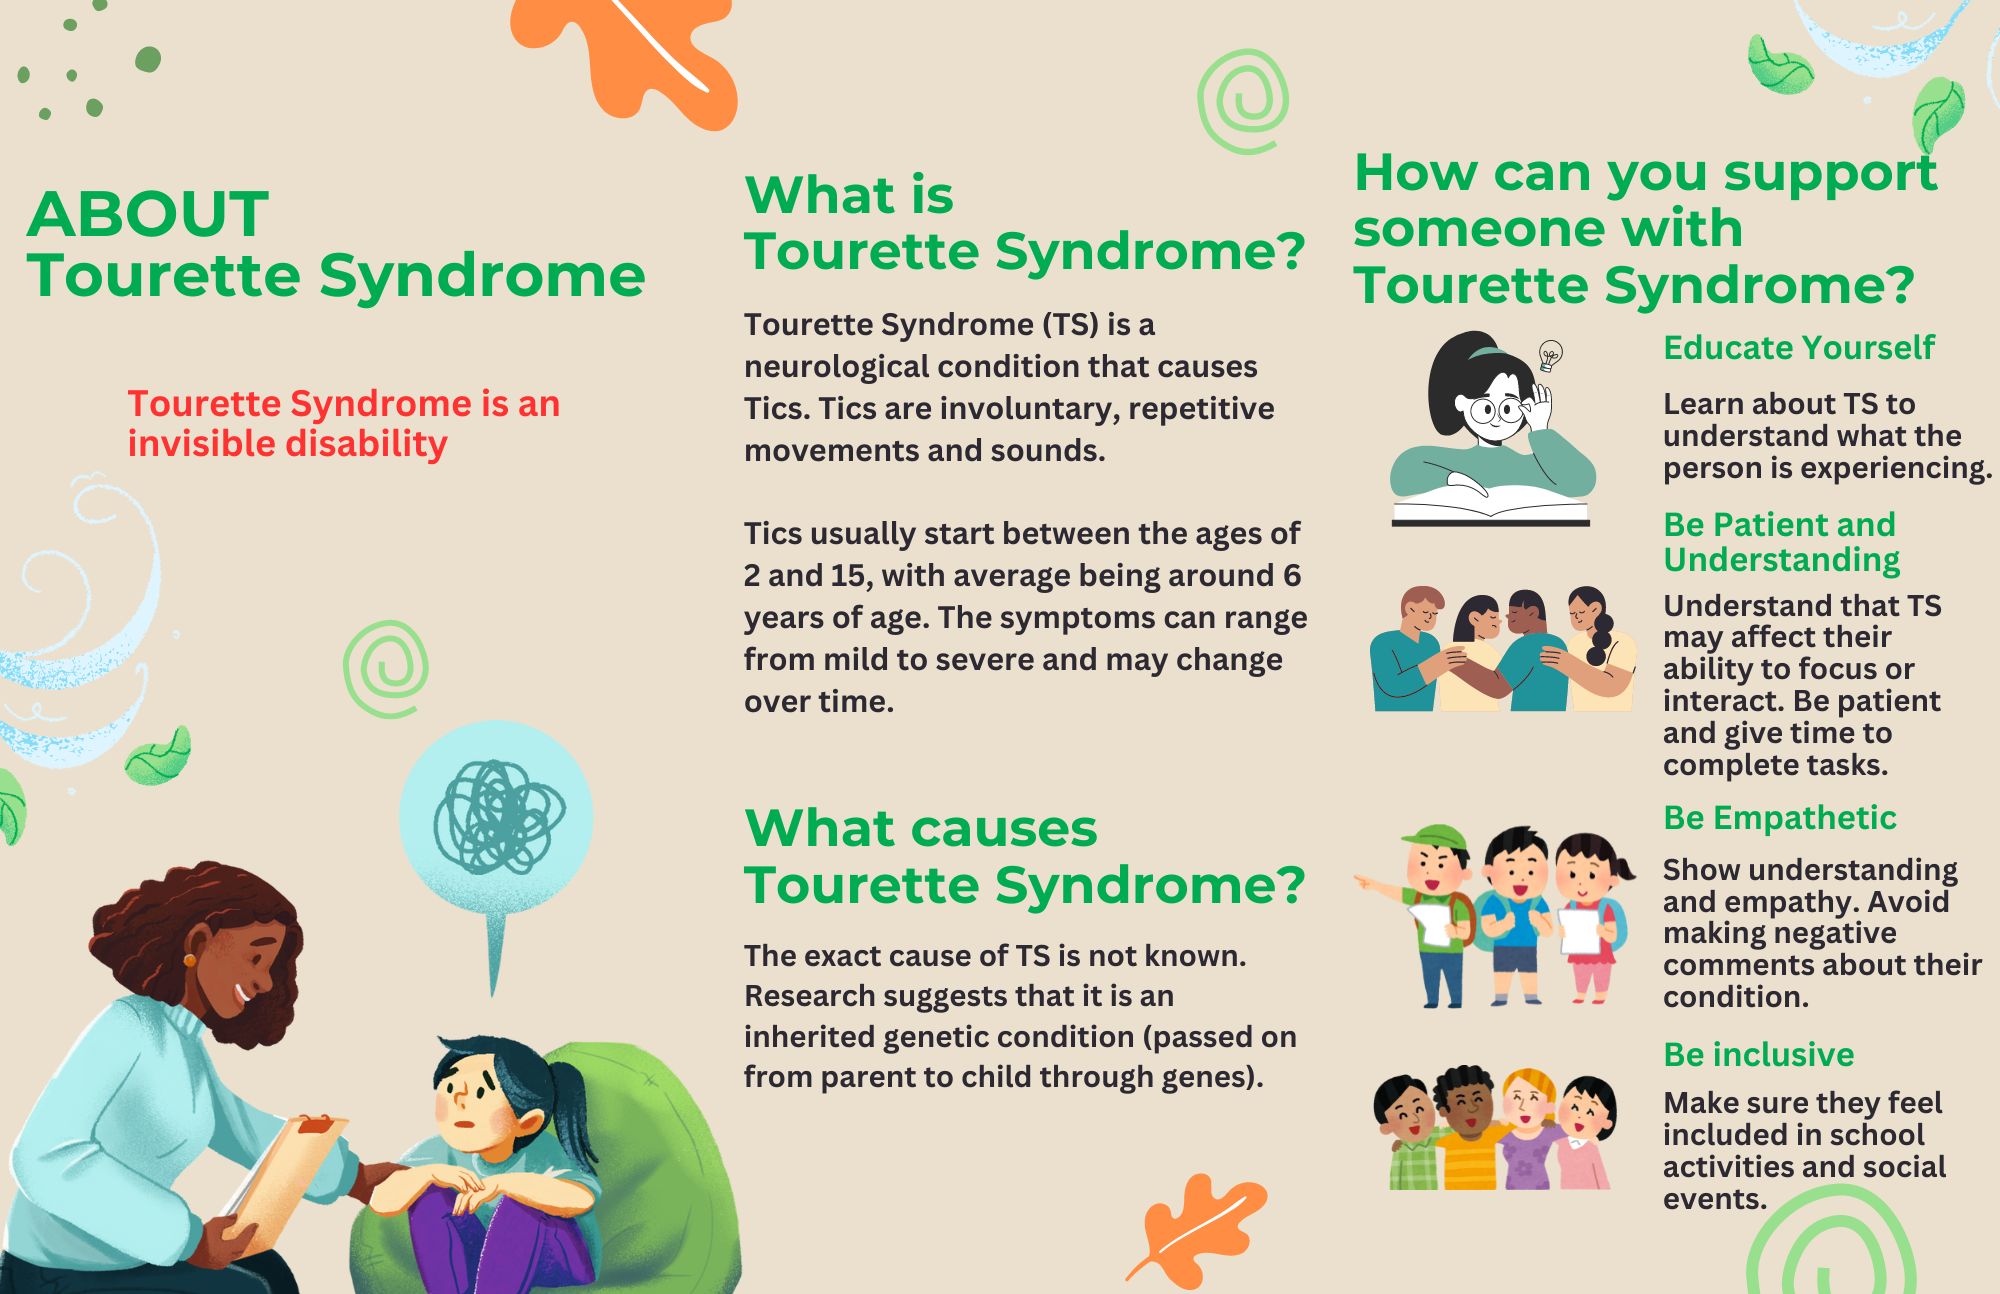 ABOUT
Tourette Syndrome
Tourette Syndrome is an
invisible disability
What is
Tourette Syndrome?
Tourette Syndrome (TS) is a
neurological condition that causes
Tics. Tics are involuntary, repetitive
movements and sounds.
Tics usually start between the ages of
2 and 15, with average being around 6
years of age. The symptoms can range
from mild to severe and may change
over time.
What causes
Tourette Syndrome?
The exact cause of TS is not known.
Research suggests that it is an
inherited genetic condition (passed on
from parent to child through genes).
How can you support
someone with
Tourette Syndrome?
Educate Yourself
Learn about TS to
understand what the
person is experiencing.
Be Patient and
Understanding
Understand that TS
may affect their
ability to focus or
interact. Be patient
and give time to
complete tasks.
Be Empathetic
Show understanding
and empathy. Avoid
making negative
comments about their
condition.
Be inclusive
Make sure they feel
included in school
activities and social
events.